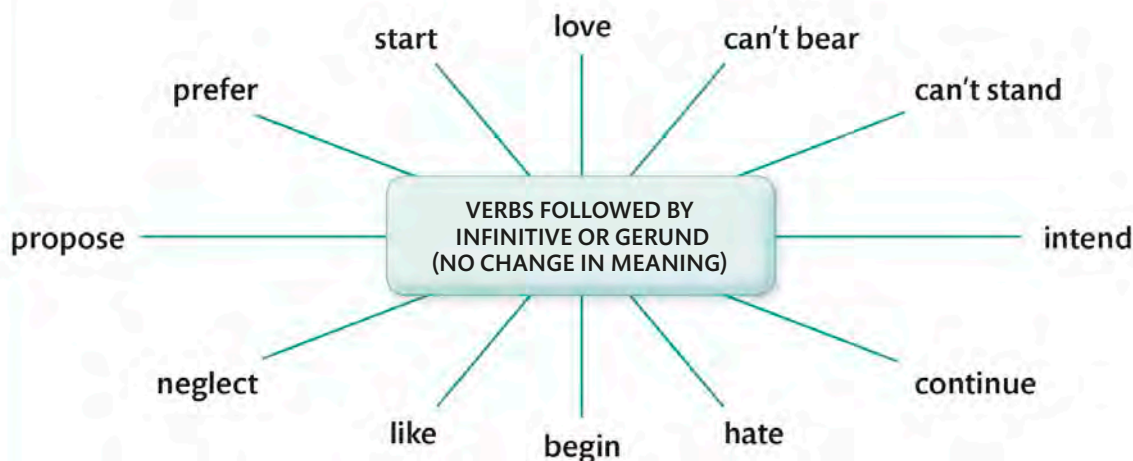 love
start
can't bear
prefer
can't stand
VERBS FOLLOWED BY
INFINITIVE OR GERUND
(NO CHANGE IN MEANING)
propose
intend
neglect
continue
like
begin
hate